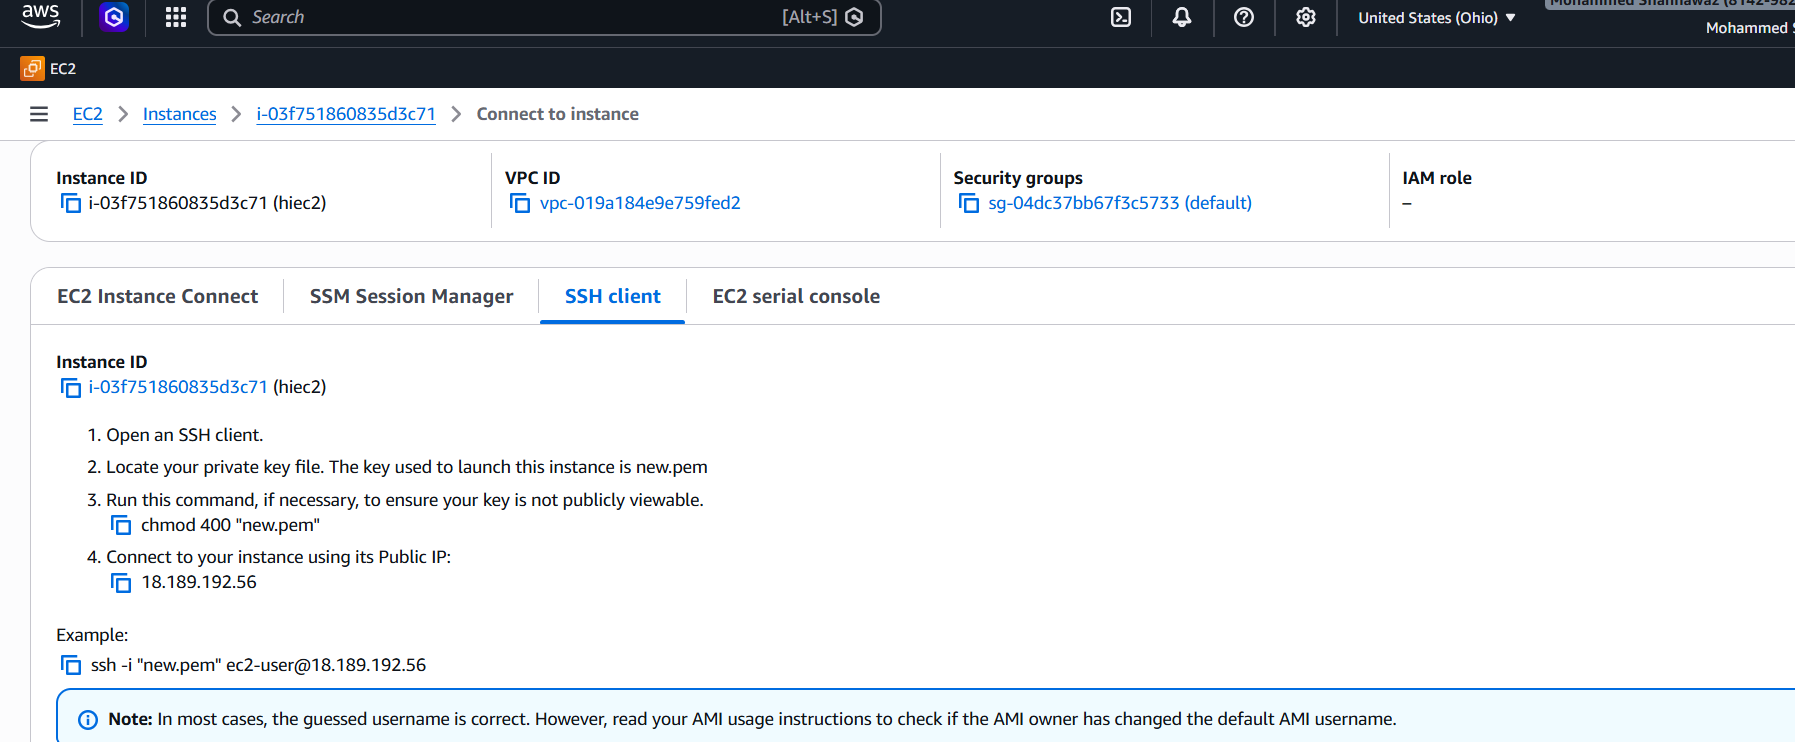 aws
Search [Alt+S]
United States (Ohio)
Mohammed
EC2
EC2 Instances i-03f751860835d3c71 Connect to instance
Instance ID VPC ID Security groups IAM role
i-03f751860835d3c71 (hiec2) vpc-019a184e9e759fed2 sg-04dc37bb67f3c5733 (default) –
EC2 Instance Connect SSM Session Manager SSH client EC2 serial console
Instance ID
i-03f751860835d3c71 (hiec2)
1. Open an SSH client.
2. Locate your private key file. The key used to launch this instance is new.pem
3. Run this command, if necessary, to ensure your key is not publicly viewable.
chmod 400 "new.pem"
4. Connect to your instance using its Public IP:
18.189.192.56
Example:
ssh -i "new.pem" ec2-user@18.189.192.56
Note: In most cases, the guessed username is correct. However, read your AMI usage instructions to check if the AMI owner has changed the default AMI username.